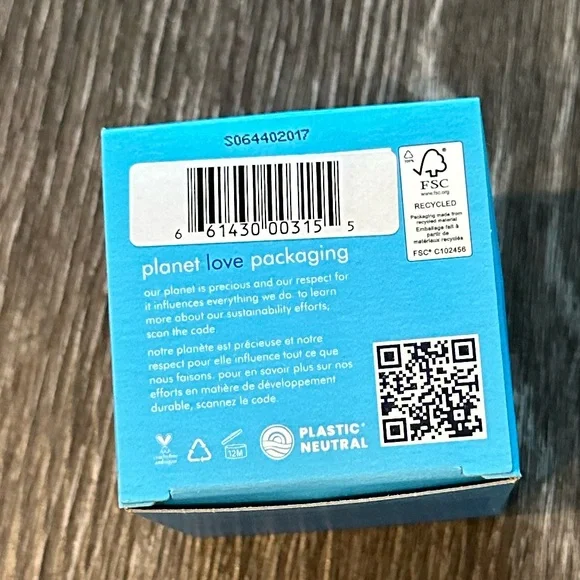 S064402017
6 61430 00315 5
FSC
www.fsc.org
RECYCLED
Packaging made from
recycled material
Emballage fait à
partir de
matériaux recyclés
FSC® C102456
planet love packaging
our planet is precious and our respect for
it influences everything we do. to learn
more about our sustainability efforts,
scan the code.
notre planète est précieuse et notre
respect pour elle influence tout ce que
nous faisons. pour en savoir plus sur nos
efforts en matière de développement
durable, scannez le code.
12M
PLASTIC
NEUTRAL